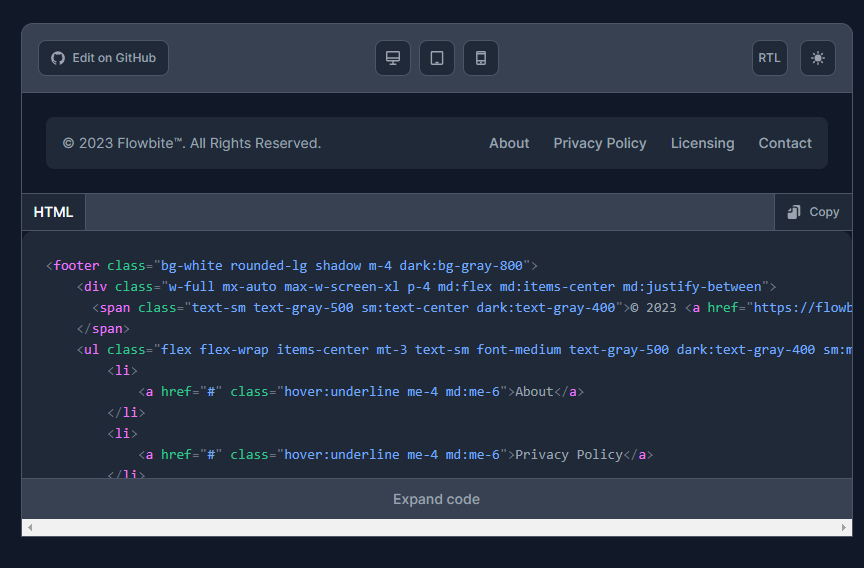 Edit on GitHub
RTL
© 2023 Flowbite™. All Rights Reserved.
About Privacy Policy Licensing Contact
HTML
Copy
<footer class="bg-white rounded-lg shadow m-4 dark:bg-gray-800">
<div class="w-full mx-auto max-w-screen-xl p-4 md:flex md:items-center md:justify-between">
<span class="text-sm text-gray-500 sm:text-center dark:text-gray-400">© 2023 <a href="https://flowb
</span>
<ul class="flex flex-wrap items-center mt-3 text-sm font-medium text-gray-500 dark:text-gray-400 sm:m
<li>
<a href="#" class="hover:underline me-4 md:me-6">About</a>
</li>
<li>
<a href="#" class="hover:underline me-4 md:me-6">Privacy Policy</a>
</li>
Expand code